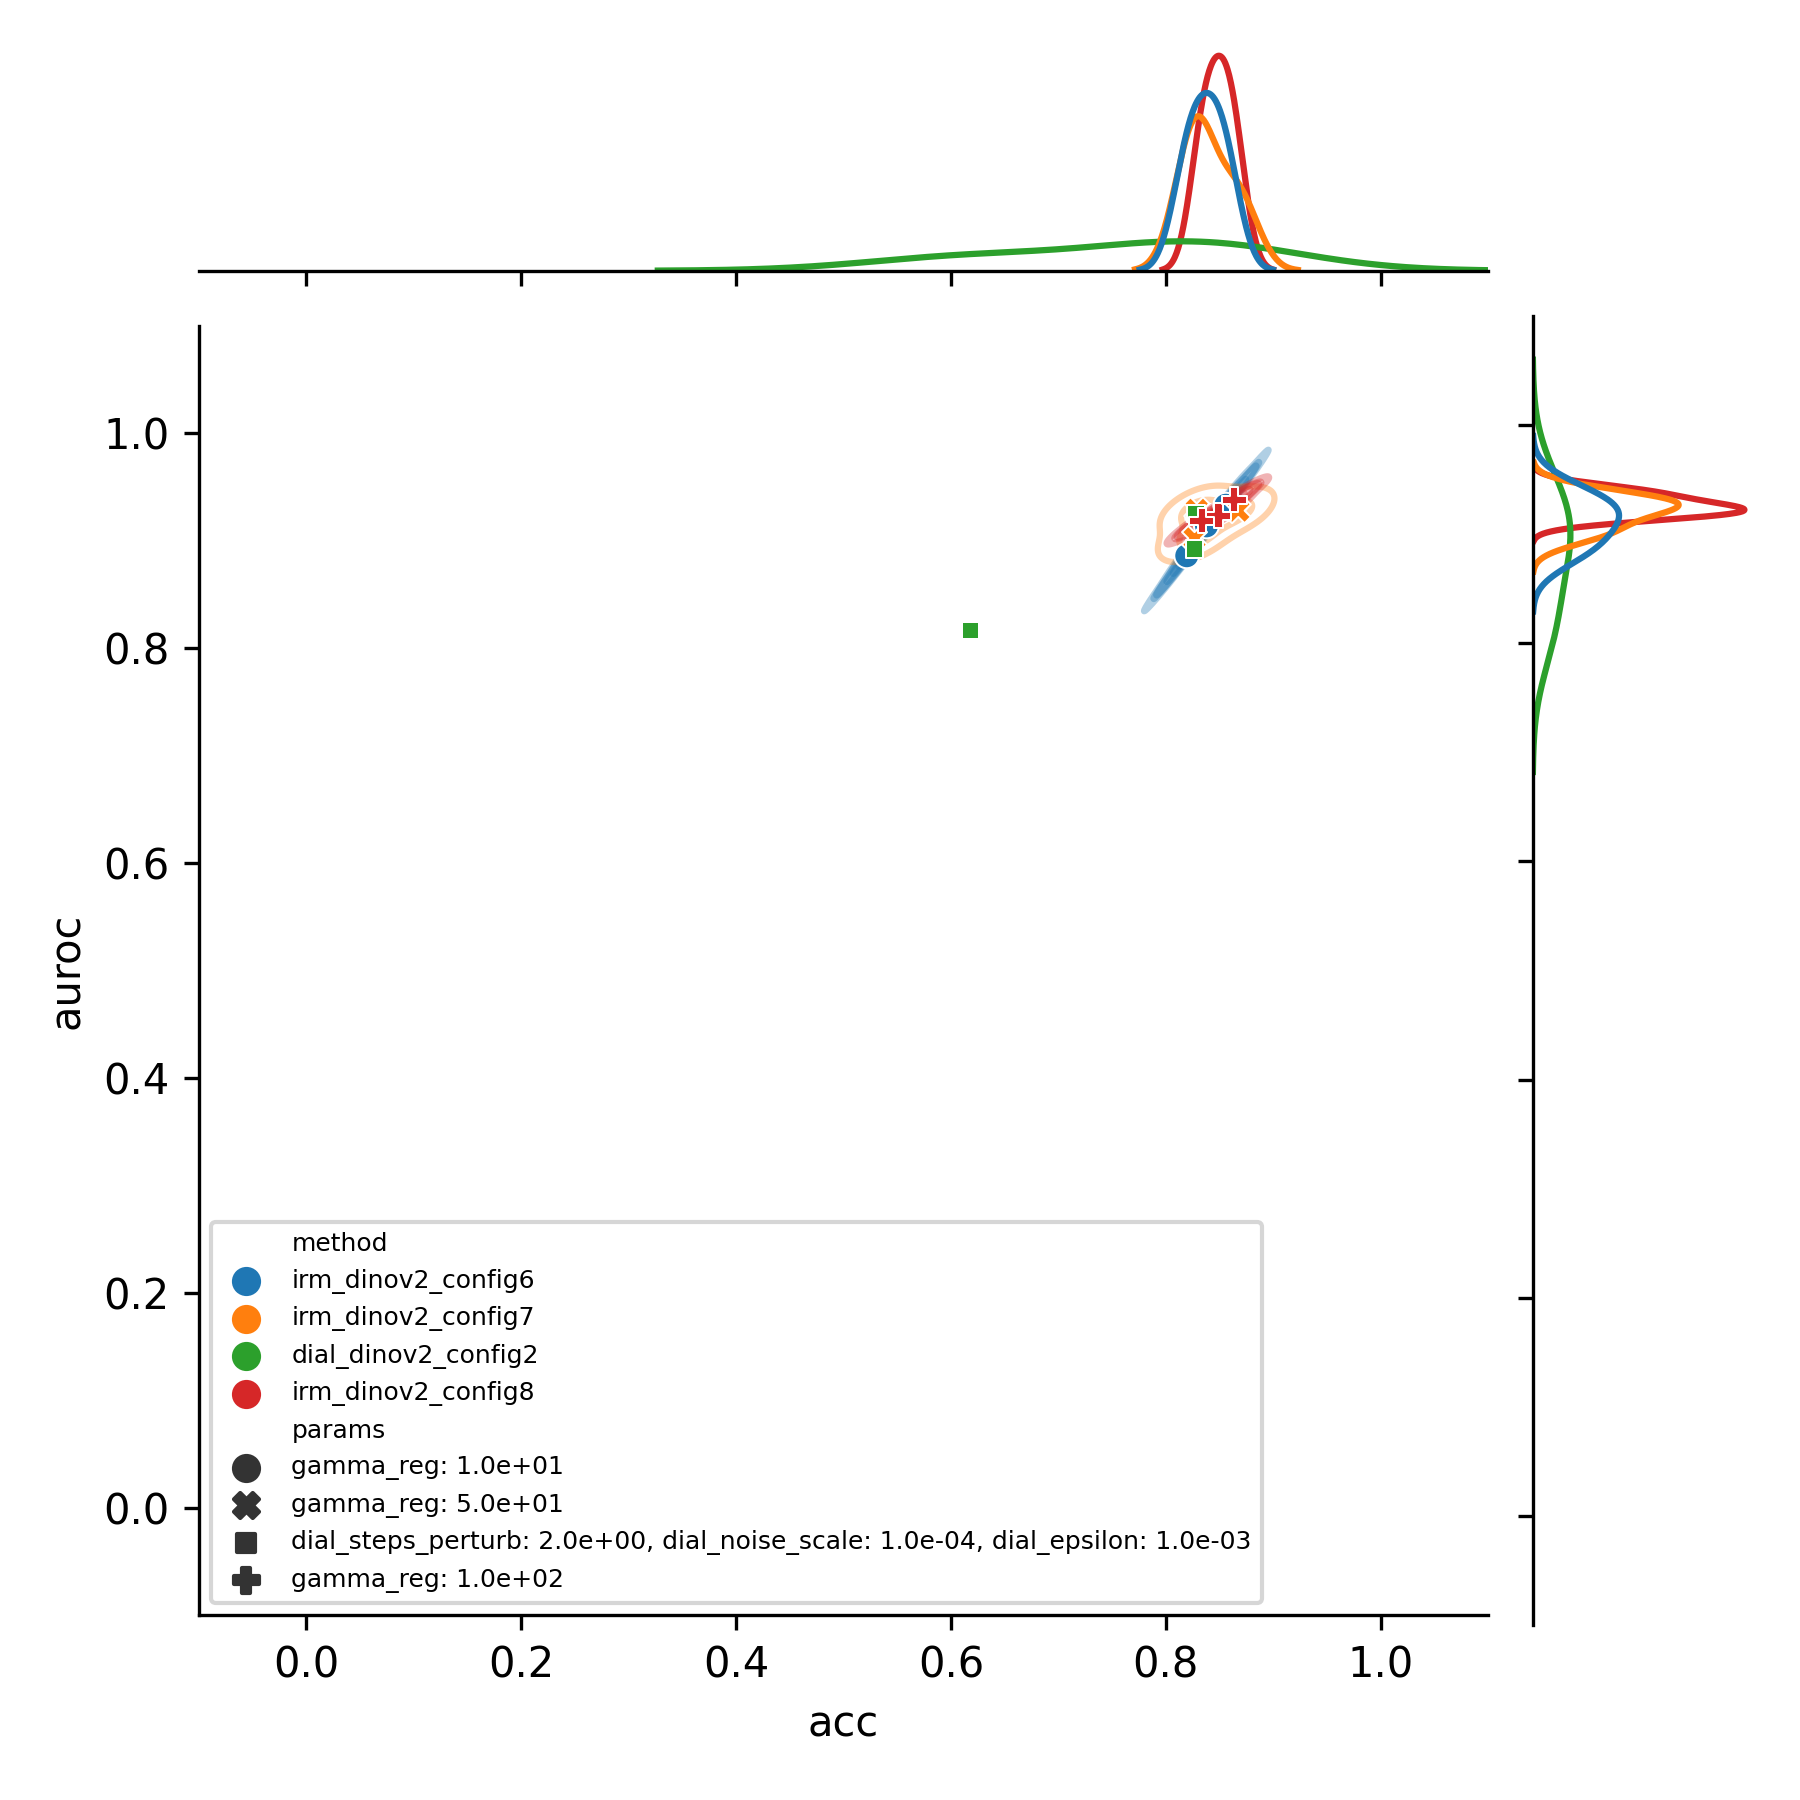 1.0
0.8
0.6
0.4
0.2
0.0
auroc
method
irm_dinov2_config6
irm_dinov2_config7
dial_dinov2_config2
irm_dinov2_config8
params
gamma_reg: 1.0e+01
gamma_reg: 5.0e+01
dial_steps_perturb: 2.0e+00, dial_noise_scale: 1.0e-04, dial_epsilon: 1.0e-03
gamma_reg: 1.0e+02
0.0 0.2 0.4 0.6 0.8 1.0
acc